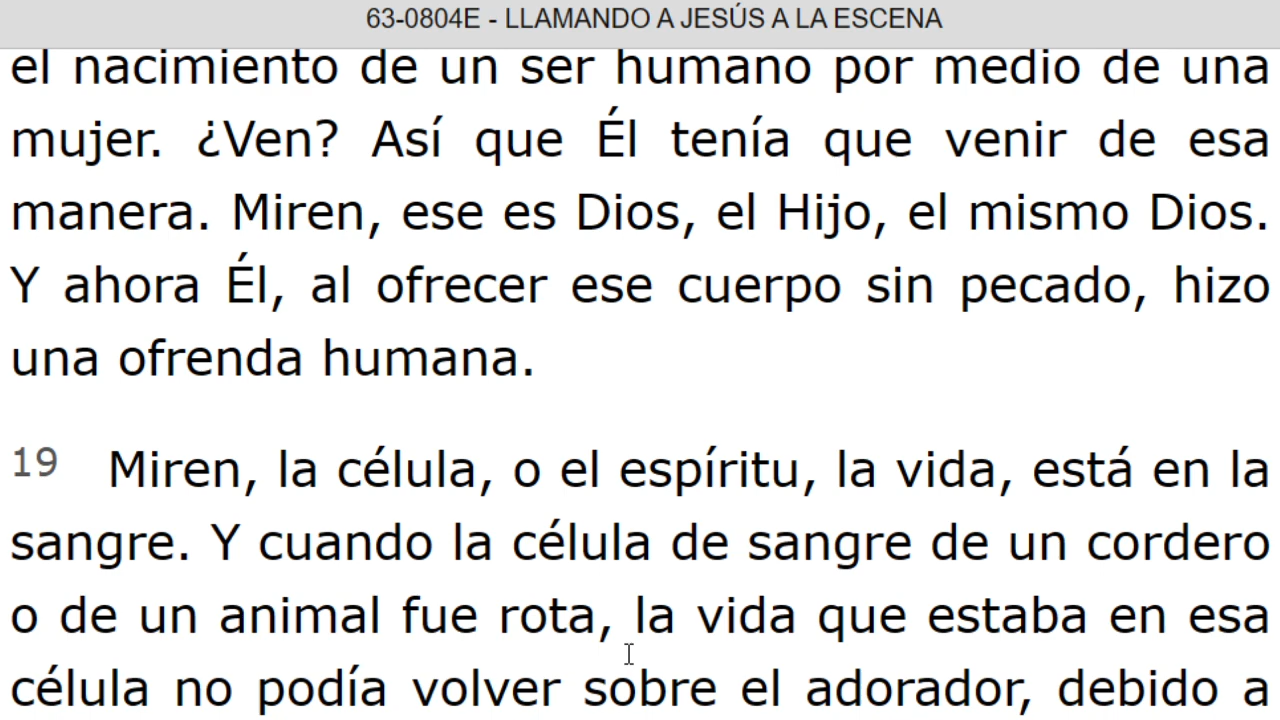 63-0804E - LLAMANDO A JESÚS A LA ESCENA
el nacimiento de un ser humano por medio de una
mujer. ¿Ven? Así que Él tenía que venir de esa
manera. Miren, ese es Dios, el Hijo, el mismo Dios.
Y ahora Él, al ofrecer ese cuerpo sin pecado, hizo
una ofrenda humana.
19 Miren, la célula, o el espíritu, la vida, está en la
sangre. Y cuando la célula de sangre de un cordero
o de un animal fue rota, la vida que estaba en esa
célula no podía volver sobre el adorador, debido a